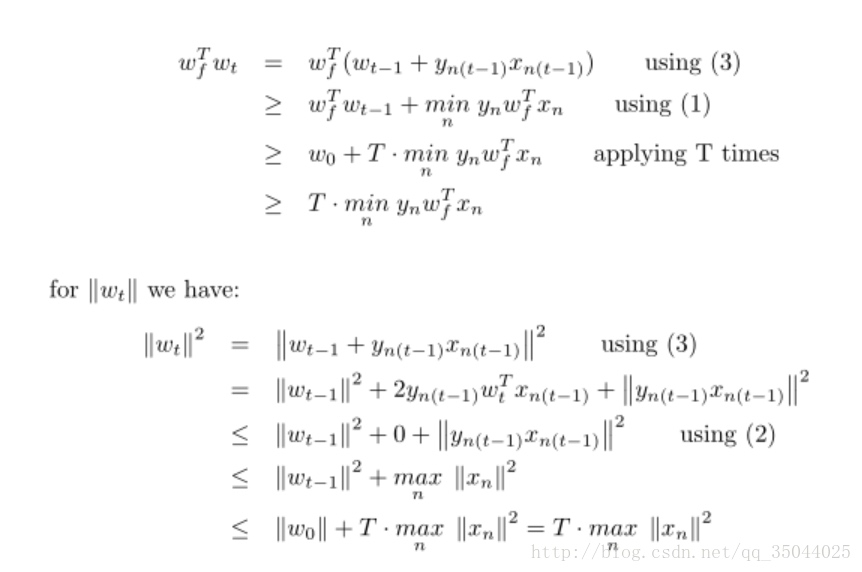 w_f^T w_t = w_f^T (w_{t-1} + y_{n(t-1)} x_{n(t-1)}) using (3)
≥ w_f^T w_{t-1} + min_n y_n w_f^T x_n using (1)
≥ w_0 + T · min_n y_n w_f^T x_n applying T times
≥ T · min_n y_n w_f^T x_n
for ‖w_t‖ we have:
‖w_t‖^2 = ‖w_{t-1} + y_{n(t-1)} x_{n(t-1)}‖^2 using (3)
= ‖w_{t-1}‖^2 + 2y_{n(t-1)} w_t^T x_{n(t-1)} + ‖y_{n(t-1)} x_{n(t-1)}‖^2
≤ ‖w_{t-1}‖^2 + 0 + ‖y_{n(t-1)} x_{n(t-1)}‖^2 using (2)
≤ ‖w_{t-1}‖^2 + max_n ‖x_n‖^2
≤ ‖w_0‖ + T · max_n ‖x_n‖^2 = T · max_n ‖x_n‖^2
http://blog.csdn.net/qq_35044025